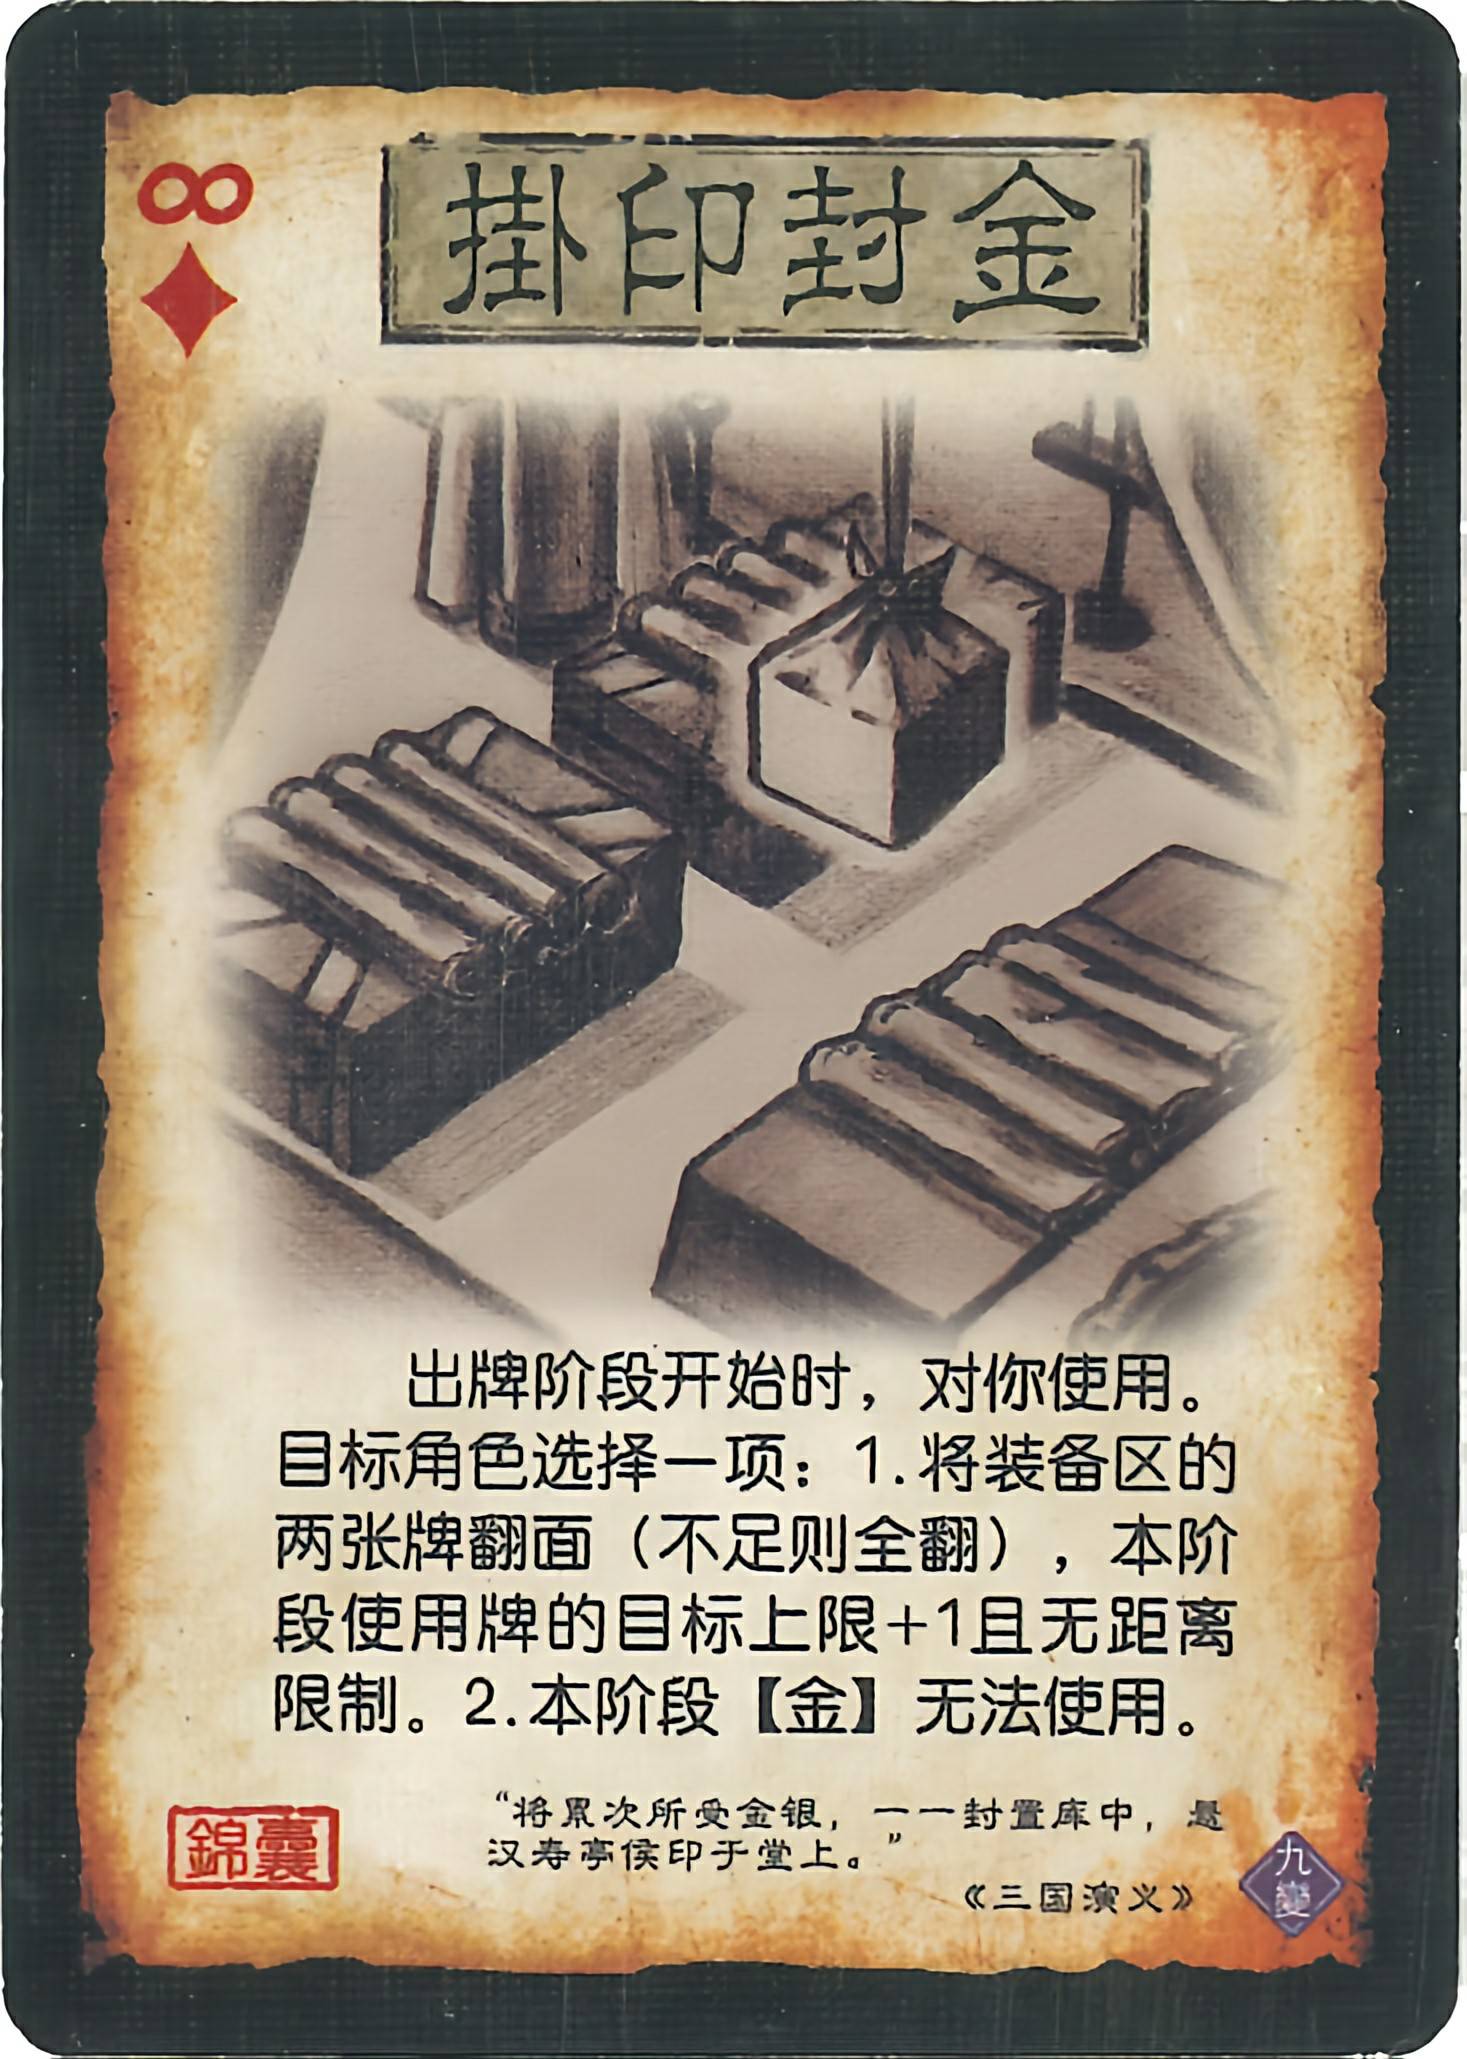 8
掛印封金
出牌阶段开始时，对你使用。
目标角色选择一项：1.将装备区的
两张牌翻面（不足则全翻），本阶
段使用牌的目标上限+1且无距离
限制。2.本阶段【金】无法使用。
“将累次所受金银，一一封置库中，悬
汉寿亭侯印于堂上。”
《三国演义》
錦囊
九變